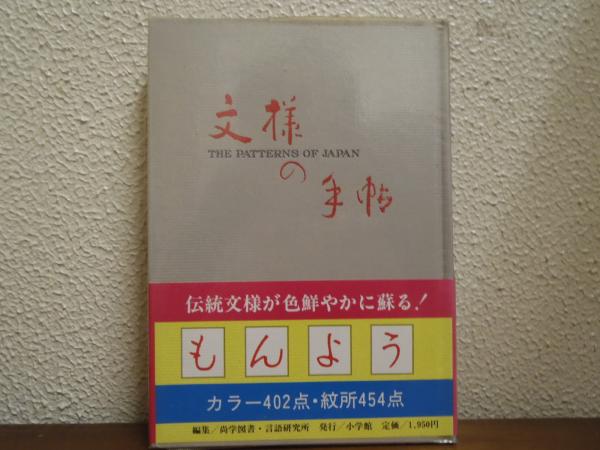 文様
THE PATTERNS OF JAPAN
の
手帖
伝統文様が色鮮やかに蘇る!
もんよう
カラー402点・紋所454点
編集/尚学図書・言語研究所 発行/小学館 定価/1,950円